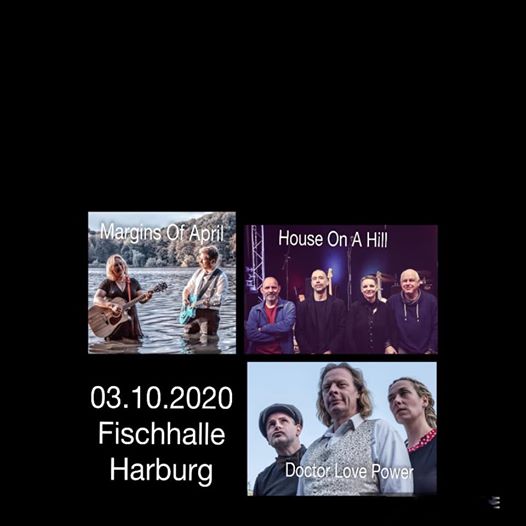 Margins Of April
House On A Hill
03.10.2020
Fischhalle
Harburg
Doctor Love Power